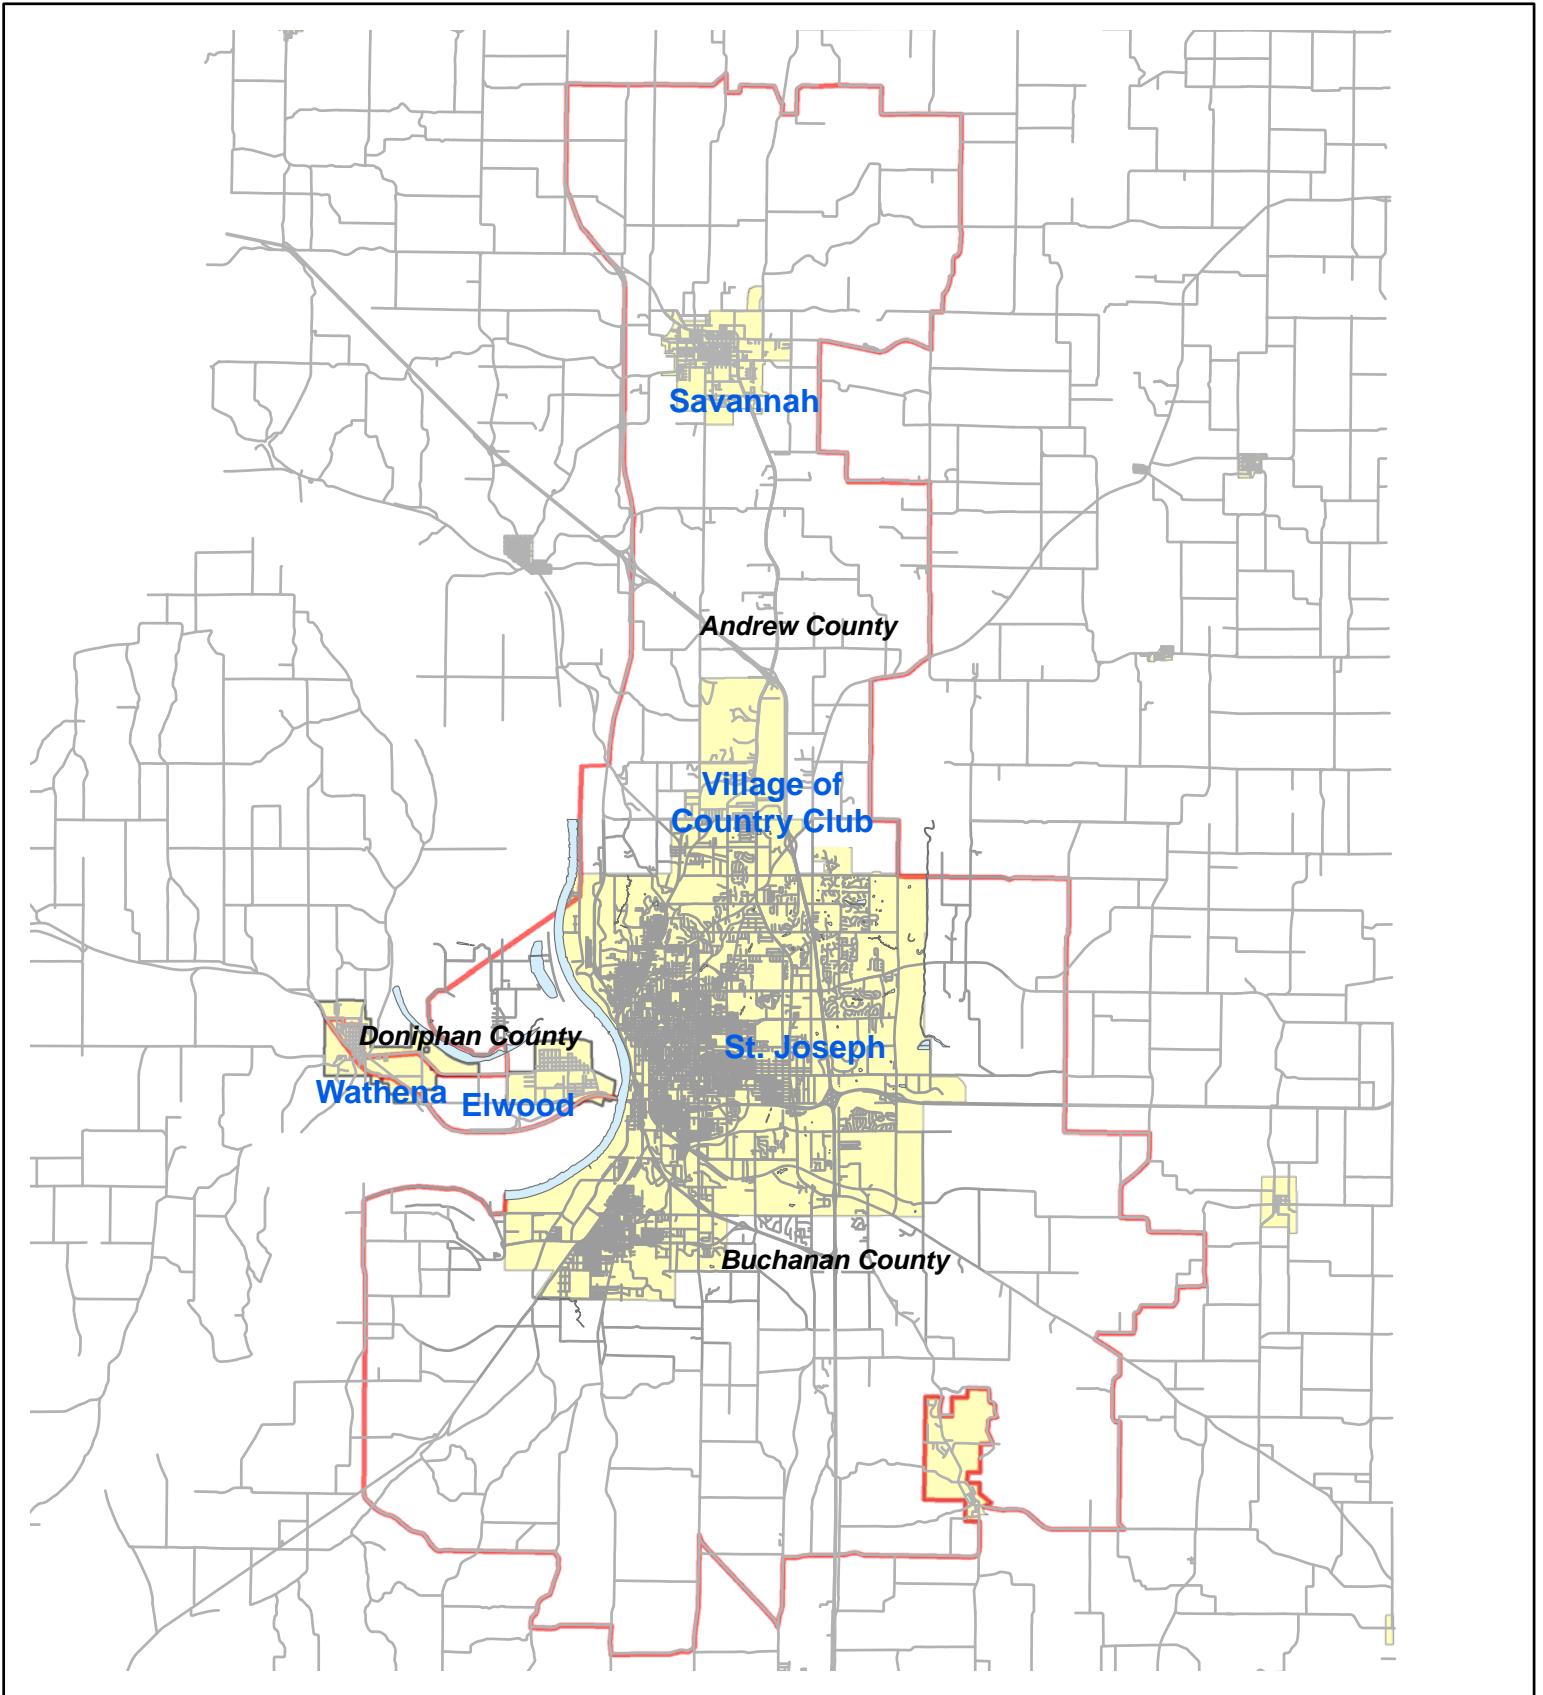 Savannah
Andrew County
Village of
Country Club
Doniphan County
St. Joseph
Wathena
Elwood
Buchanan County